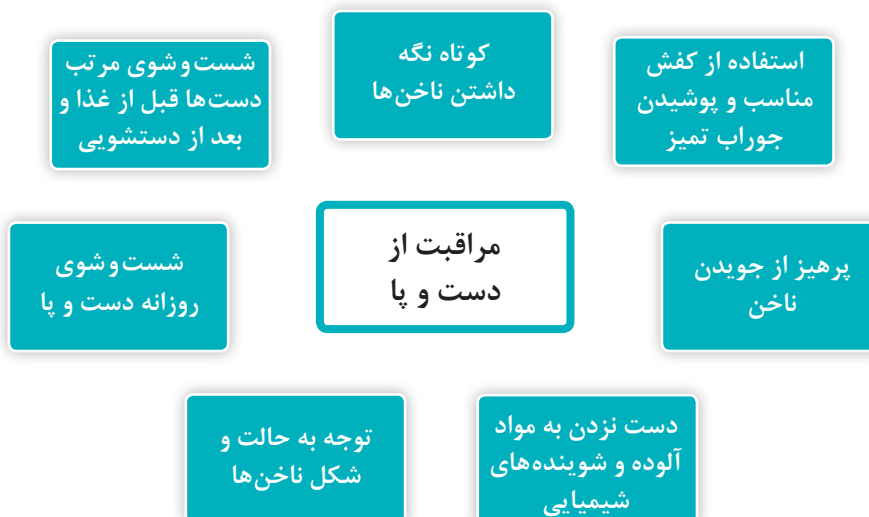 استفاده از کفش
مناسب و پوشیدن
جوراب تمیز
کوتاه نگه
داشتن ناخن‌ها
شست‌وشوی مرتب
دست‌ها قبل از غذا و
بعد از دستشویی
پرهیز از جویدن
ناخن
مراقبت از
دست و پا
شست‌وشوی
روزانه دست و پا
دست نزدن به مواد
آلوده و شوینده‌های
شیمیایی
توجه به حالت و
شکل ناخن‌ها